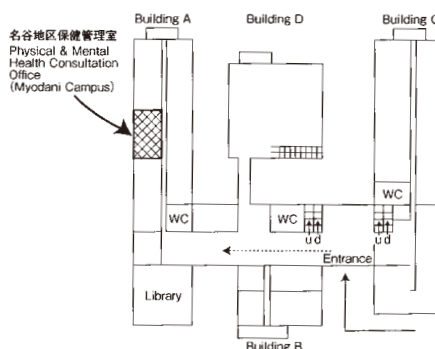 Building A
Building D
Building C
名谷地区保健管理室
Physical & Mental
Health Consultation
Office
(Myodani Campus)
WC
WC
WC
u d
u d
Entrance
Library
Building B